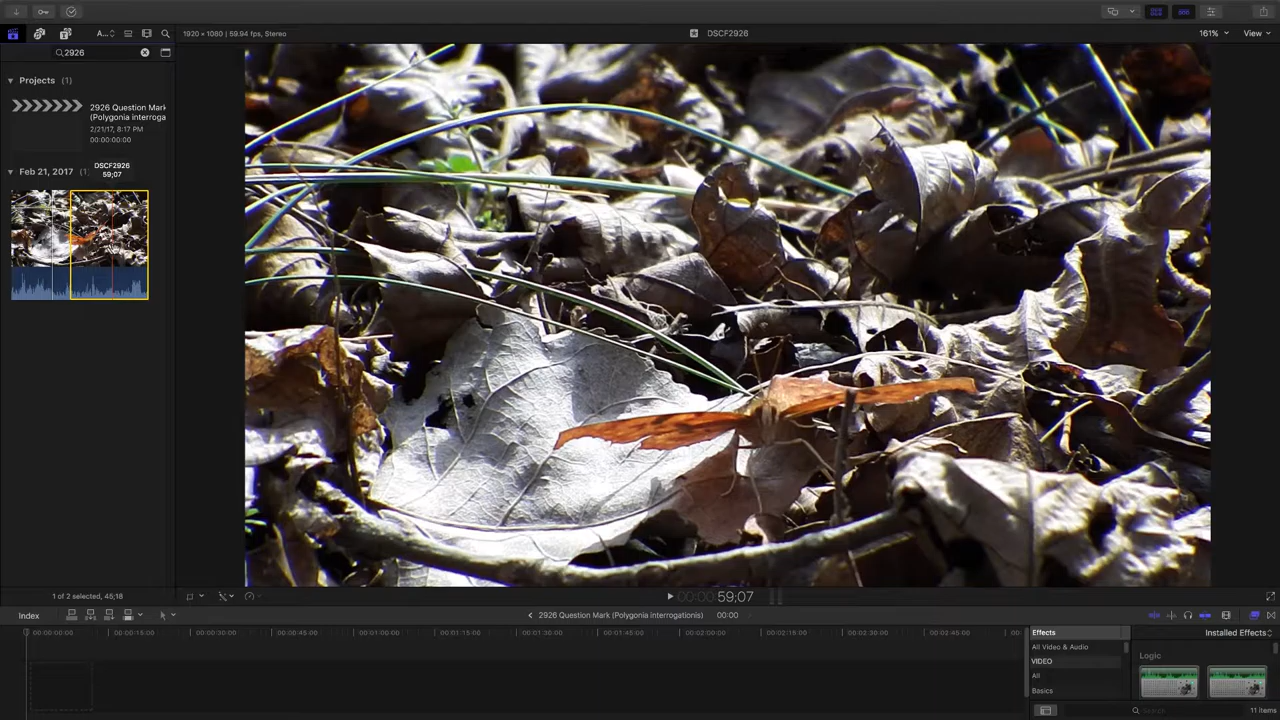 1920 × 1080 | 59.94 fps, Stereo
DSCF2926
161%
View
A...
2926
Projects (1)
2926 Question Mark
(Polygonia interroga
2/21/17, 8:17 PM
00:00:00:00
Feb 21, 2017 (1)
DSCF2926
59;07
1 of 2 selected, 45;18
00:00:59;07
Index
2926 Question Mark (Polygonia interrogationis)
00:00
00:00:00:00
00:00:15:00
00:00:30:00
00:00:45:00
00:01:00:00
00:01:15:00
00:01:30:00
00:01:45:00
00:02:00:00
00:02:15:00
00:02:30:00
00:02:45:00
00:
Effects
Installed Effects
All Video & Audio
VIDEO
All
Basics
Logic
Search
11 items